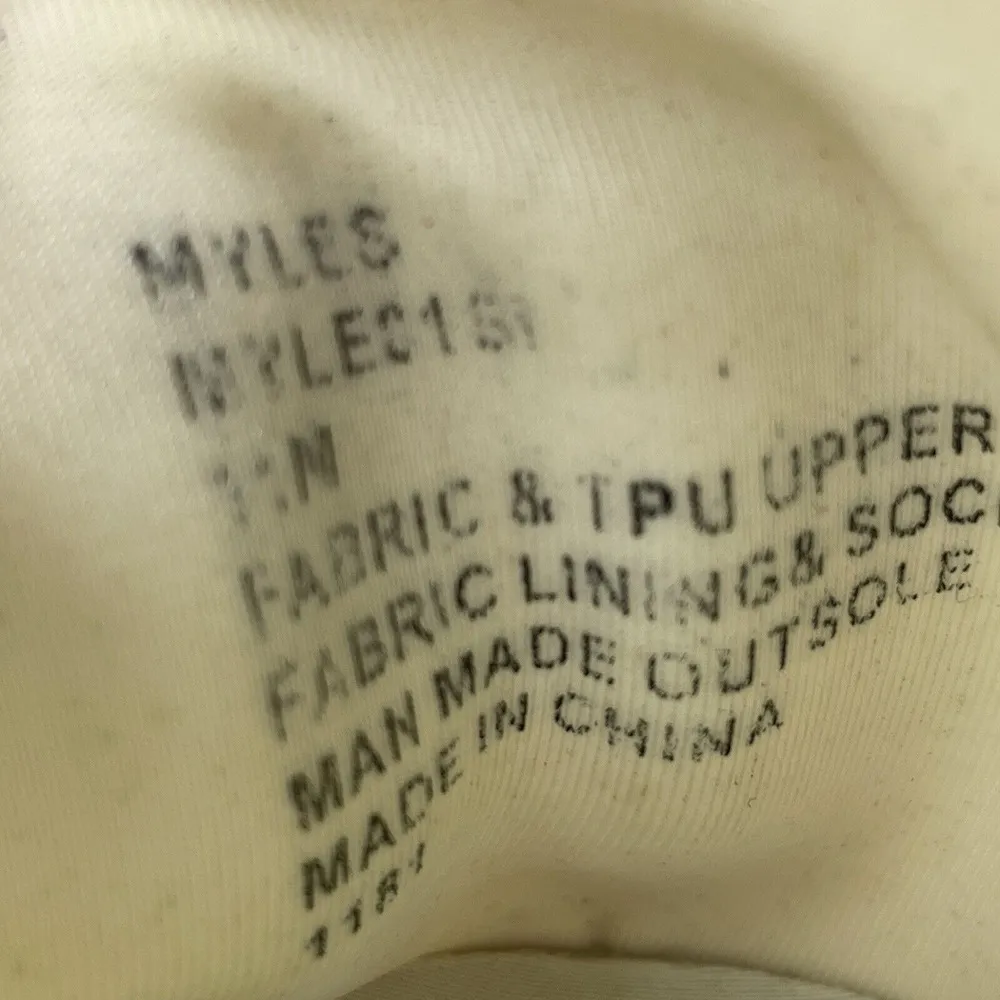 MYLES
FABRIC & TPU UPPER
FABRIC LINING& SOC
MAN MADE OUTSOLE
MADE IN CHINA